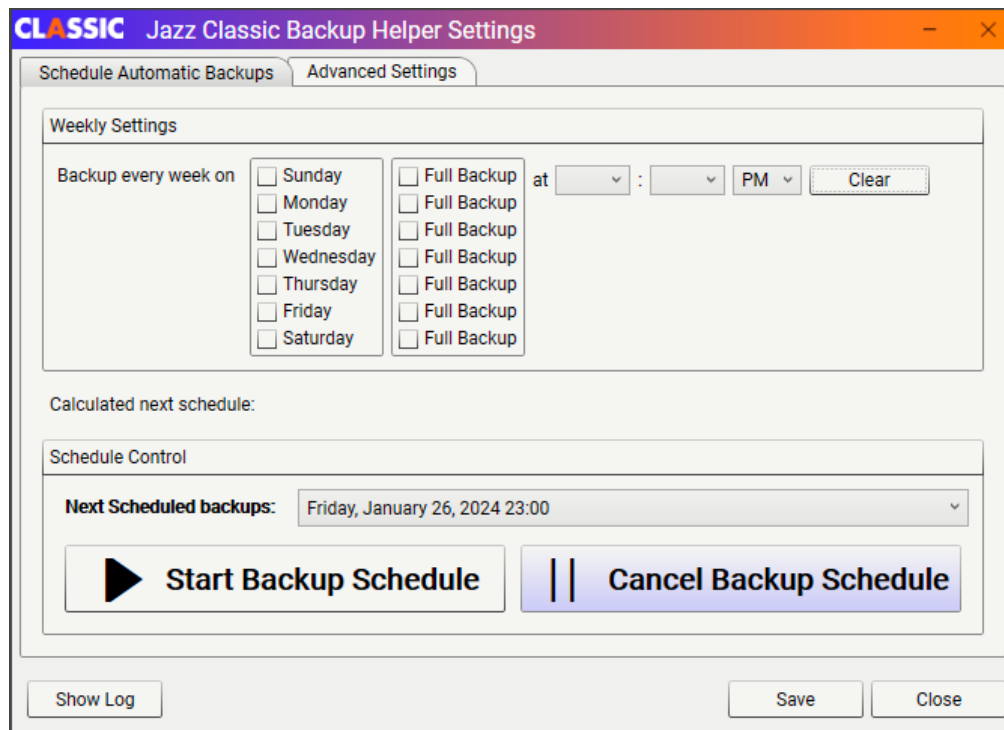 CLASSIC Jazz Classic Backup Helper Settings
Schedule Automatic Backups Advanced Settings
Weekly Settings
Backup every week on Sunday Full Backup at : PM Clear
Monday Full Backup
Tuesday Full Backup
Wednesday Full Backup
Thursday Full Backup
Friday Full Backup
Saturday Full Backup
Calculated next schedule:
Schedule Control
Next Scheduled backups: Friday, January 26, 2024 23:00
Start Backup Schedule Cancel Backup Schedule
Show Log Save Close